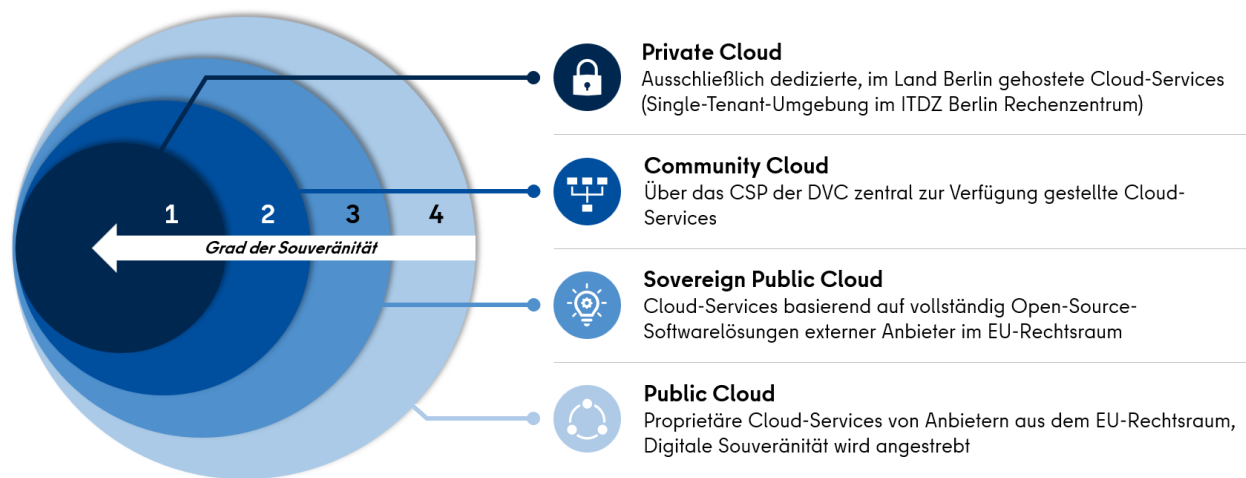 Private Cloud
Ausschließlich dedizierte, im Land Berlin gehostete Cloud-Services
(Single-Tenant-Umgebung im ITDZ Berlin Rechenzentrum)
Community Cloud
Über das CSP der DVC zentral zur Verfügung gestellte Cloud-
Services
1 2 3 4
Grad der Souveränität
Sovereign Public Cloud
Cloud-Services basierend auf vollständig Open-Source-
Softwarelösungen externer Anbieter im EU-Rechtsraum
Public Cloud
Proprietäre Cloud-Services von Anbietern aus dem EU-Rechtsraum,
Digitale Souveränität wird angestrebt